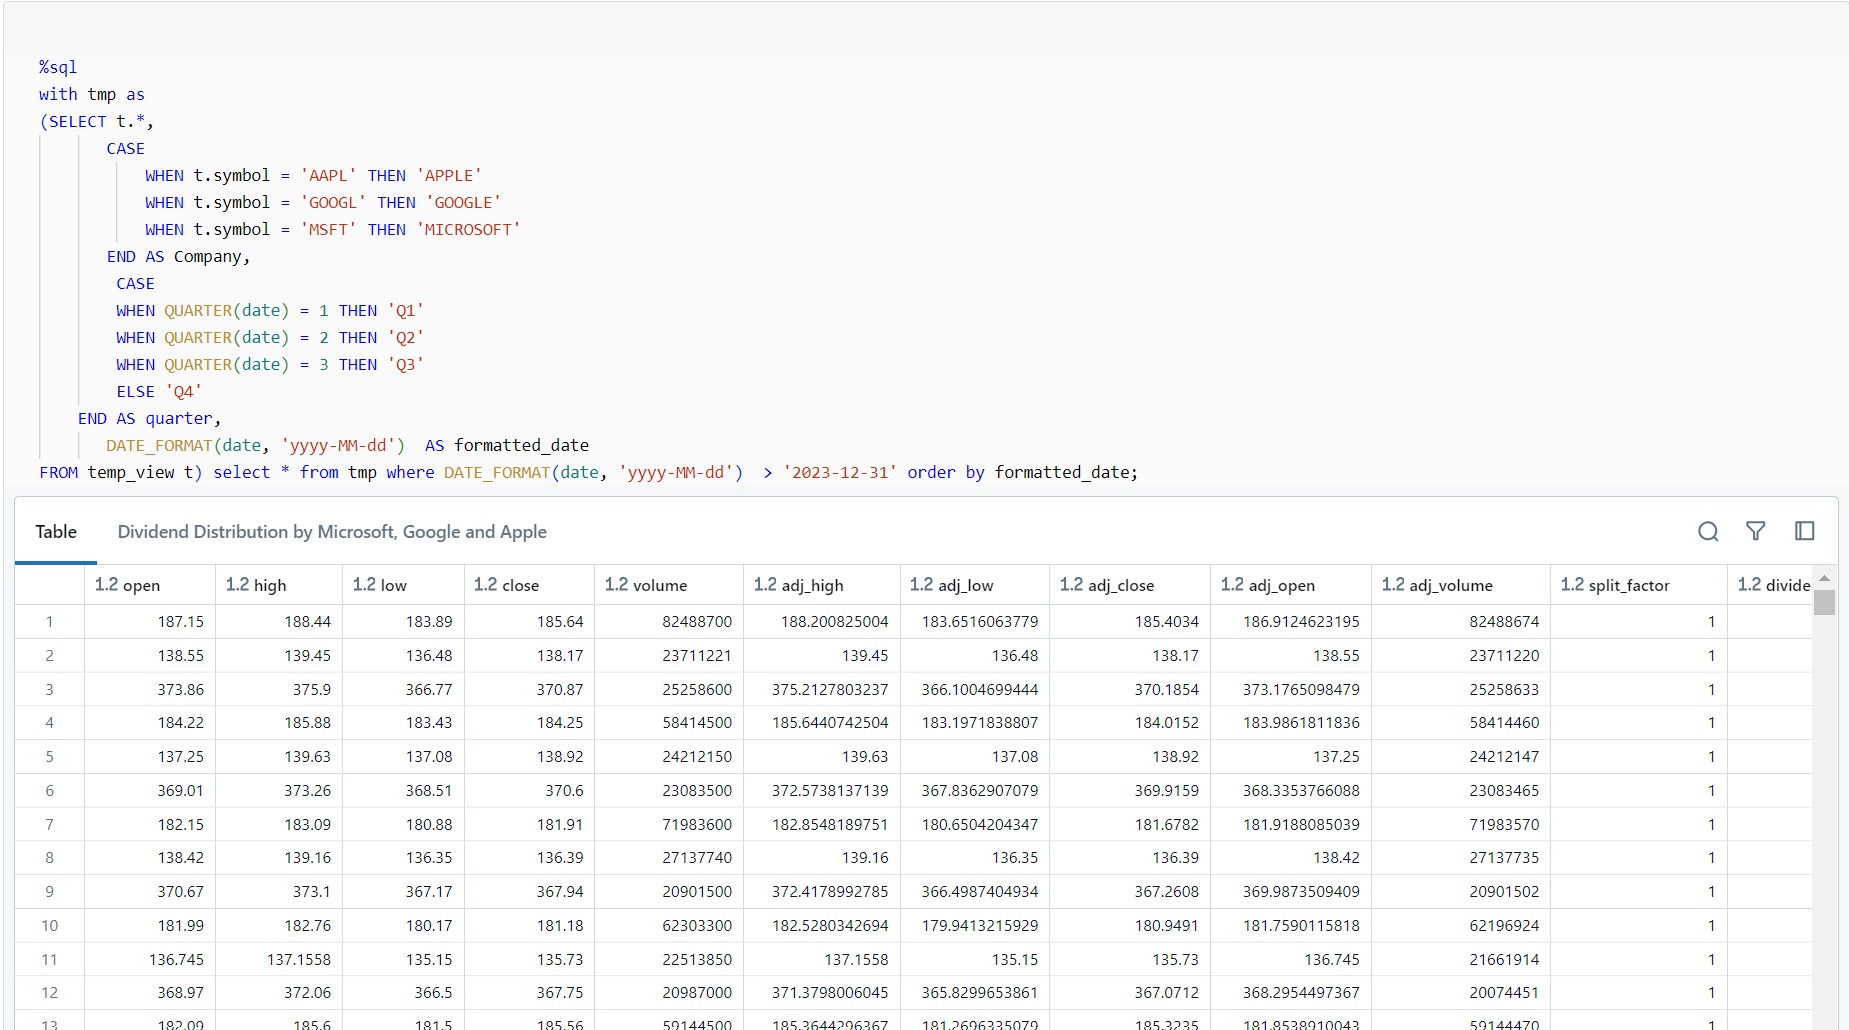 %sql
with tmp as
(SELECT t.*,
CASE
WHEN t.symbol = 'AAPL' THEN 'APPLE'
WHEN t.symbol = 'GOOGL' THEN 'GOOGLE'
WHEN t.symbol = 'MSFT' THEN 'MICROSOFT'
END AS Company,
CASE
WHEN QUARTER(date) = 1 THEN 'Q1'
WHEN QUARTER(date) = 2 THEN 'Q2'
WHEN QUARTER(date) = 3 THEN 'Q3'
ELSE 'Q4'
END AS quarter,
DATE_FORMAT(date, 'yyyy-MM-dd') AS formatted_date
FROM temp_view t) select * from tmp where DATE_FORMAT(date, 'yyyy-MM-dd') > '2023-12-31' order by formatted_date;
Table Dividend Distribution by Microsoft, Google and Apple
1.2 open 1.2 high 1.2 low 1.2 close 1.2 volume 1.2 adj_high 1.2 adj_low 1.2 adj_close 1.2 adj_open 1.2 adj_volume 1.2 split_factor 1.2 divide
1 187.15 188.44 183.89 185.64 82488700 188.200825004 183.6516063779 185.4034 186.9124623195 82488674 1
2 138.55 139.45 136.48 138.17 23711221 139.45 136.48 138.17 138.55 23711220 1
3 373.86 375.9 366.77 370.87 25258600 375.2127803237 366.1004699444 370.1854 373.1765098479 25258633 1
4 184.22 185.88 183.43 184.25 58414500 185.6440742504 183.1971838807 184.0152 183.9861811836 58414460 1
5 137.25 139.63 137.08 138.92 24212150 139.63 137.08 138.92 137.25 24212147 1
6 369.01 373.26 368.51 370.6 23083500 372.5738137139 367.8362907079 369.9159 368.3353766088 23083465 1
7 182.15 183.09 180.88 181.91 71983600 182.8548189751 180.6504204347 181.6782 181.9188085039 71983570 1
8 138.42 139.16 136.35 136.39 27137740 139.16 136.35 136.39 138.42 27137735 1
9 370.67 373.1 367.17 367.94 20901500 372.4178992785 366.4987404934 367.2608 369.9873509409 20901502 1
10 181.99 182.76 180.17 181.18 62303300 182.5280342694 179.9413215929 180.9491 181.7590115818 62196924 1
11 136.745 137.1558 135.15 135.73 22513850 137.1558 135.15 135.73 136.745 21661914 1
12 368.97 372.06 366.5 367.75 20987000 371.3798006045 365.8299653861 367.0712 368.2954497367 20074451 1
13 182.09 185.6 181.5 185.56 59144500 185.3644296367 181.2696335079 185.3235 181.8538910043 59144470 1